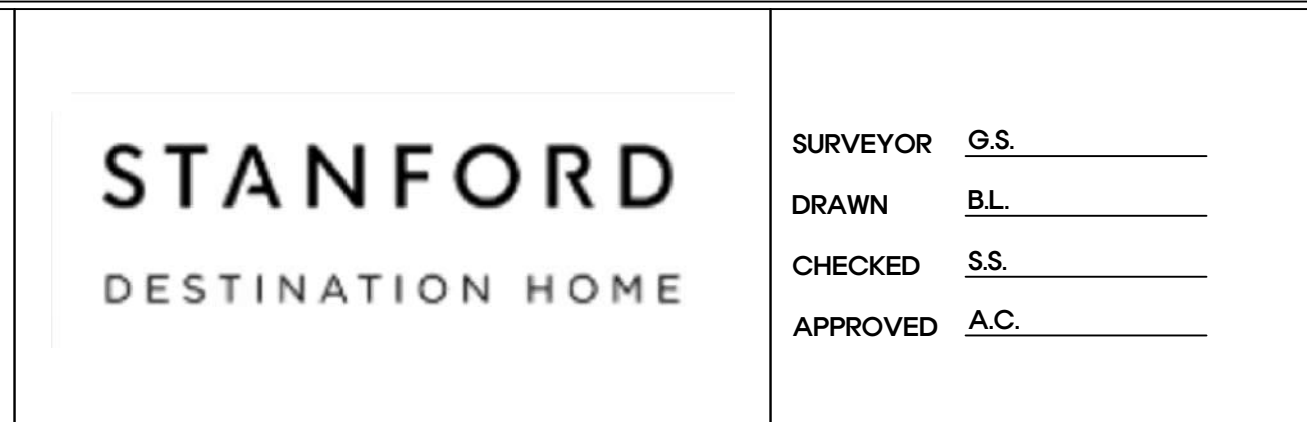 STANFORD
DESTINATION HOME
SURVEYOR G.S.
DRAWN B.L.
CHECKED S.S.
APPROVED A.C.